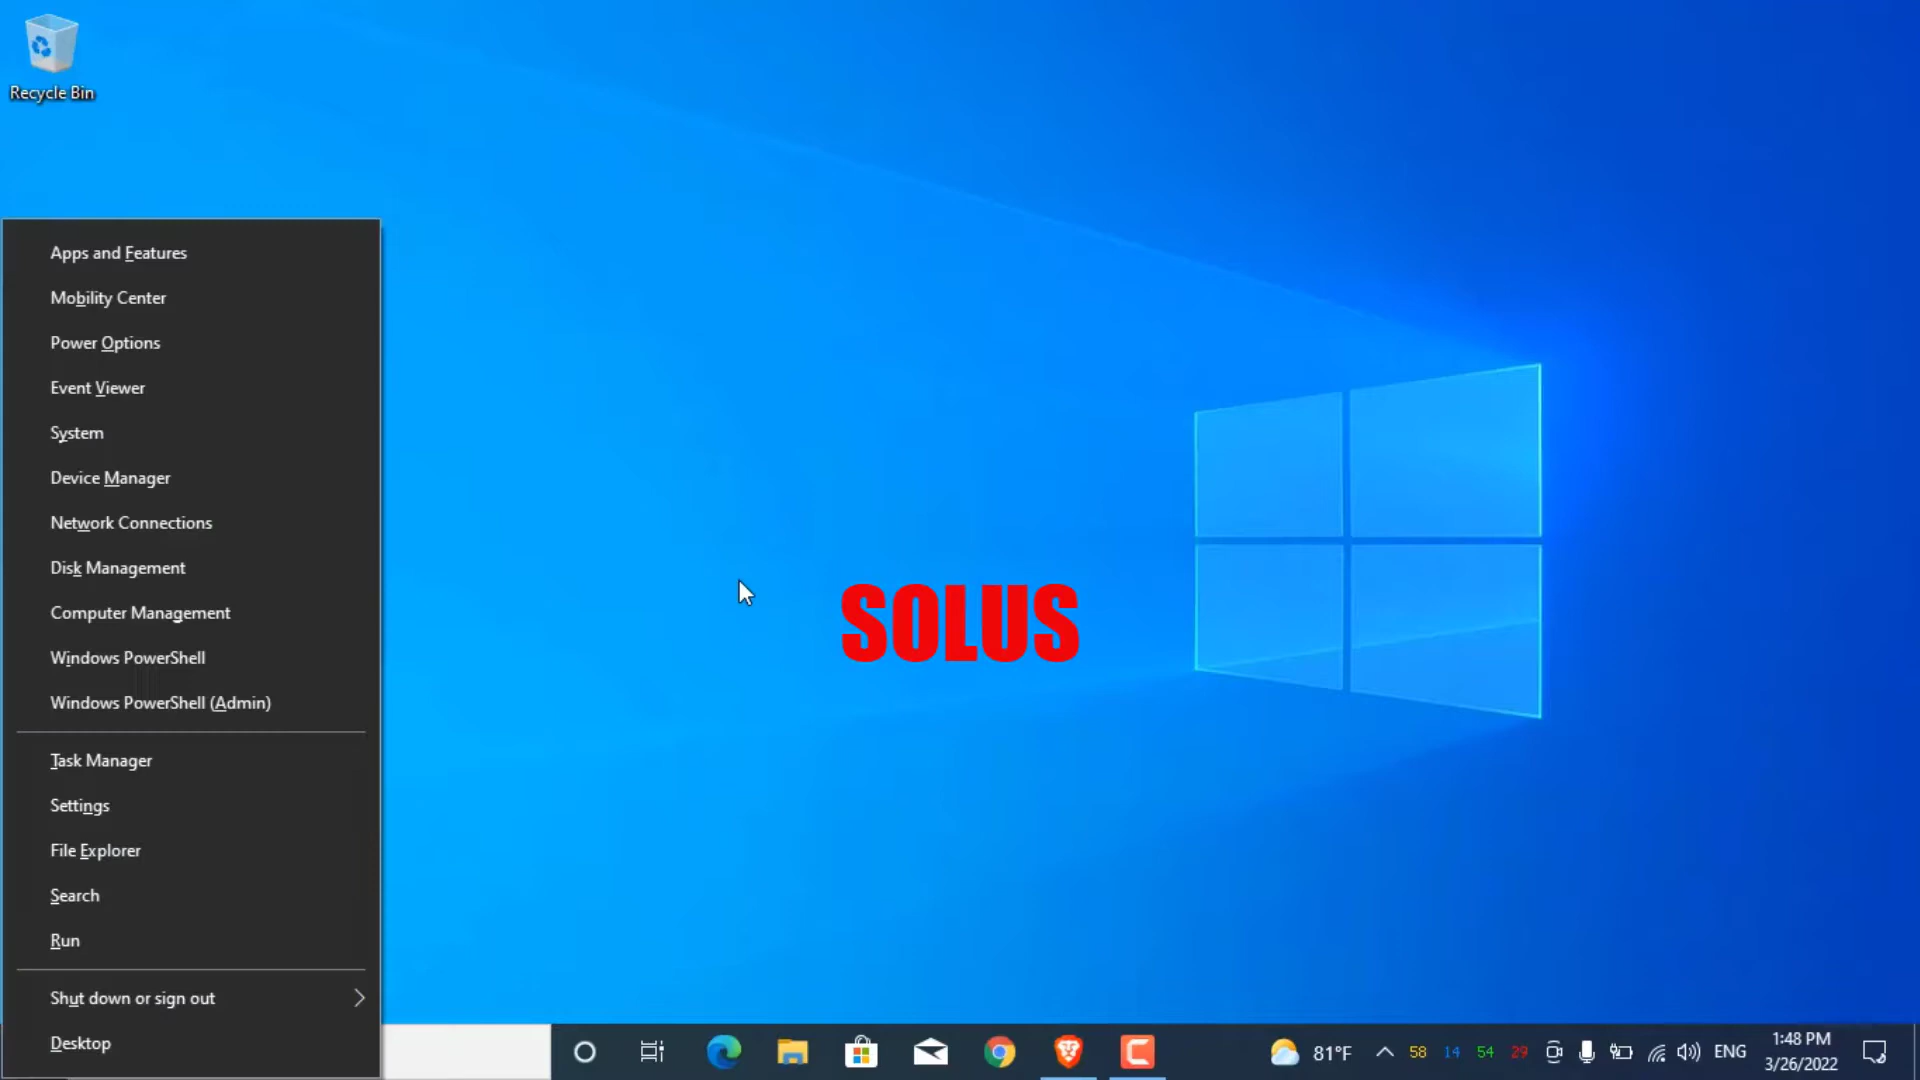 Recycle Bin
Apps and Features
Mobility Center
Power Options
Event Viewer
System
Device Manager
Network Connections
Disk Management
Computer Management
Windows PowerShell
Windows PowerShell (Admin)
Task Manager
Settings
File Explorer
Search
Run
Shut down or sign out
Desktop
SOLUS
81°F
58 14 54 29
ENG
1:48 PM
3/26/2022